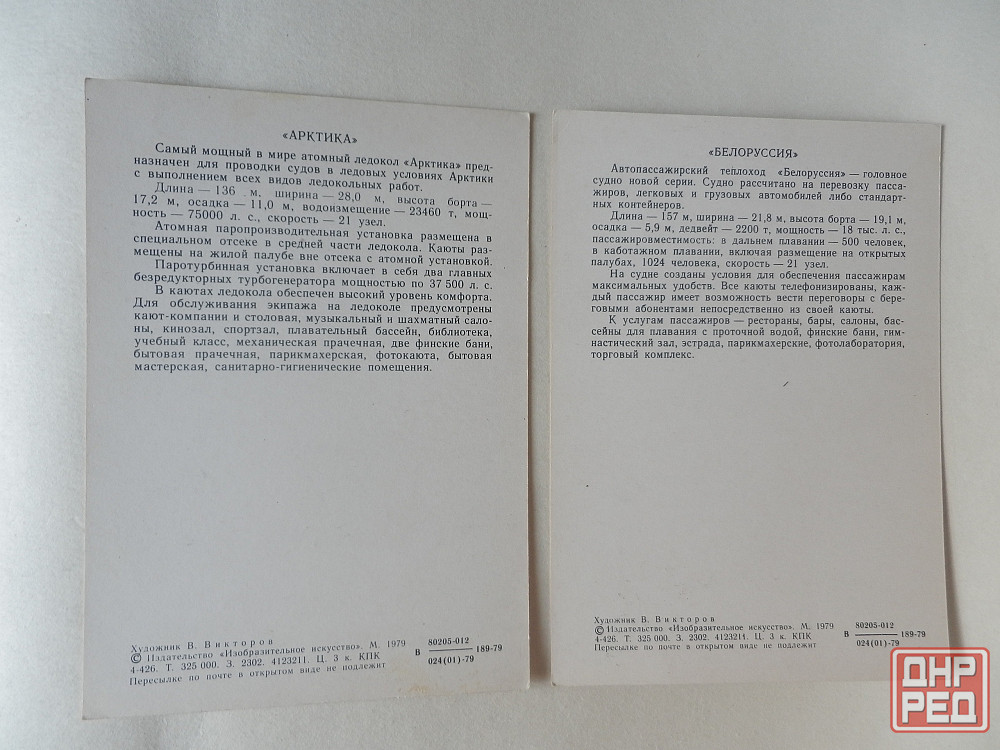 «АРКТИКА»
Самый мощный в мире атомный ледокол «Арктика» пред-
назначен для проводки судов в ледовых условиях Арктики
с выполнением всех видов ледокольных работ.
Длина — 136 м, ширина — 28,0 м, высота борта —
17,2 м, осадка — 11,0 м, водоизмещение — 23460 т, мощ-
ность — 75000 л. с., скорость — 21 узел.
Атомная паропроизводительная установка размещена в
специальном отсеке в средней части ледокола. Каюты раз-
мещены на жилой палубе вне отсека с атомной установкой.
Паротурбинная установка включает в себя два главных
безредукторных турбогенератора мощностью по 37 500 л. с.
В каютах ледокола обеспечен высокий уровень комфорта.
Для обслуживания экипажа на ледоколе предусмотрены
кают-компании и столовая, музыкальный и шахматный сало-
ны, кинозал, спортзал, плавательный бассейн, библиотека,
учебный класс, механическая прачечная, две финские бани,
бытовая прачечная, парикмахерская, фотокаюта, бытовая
мастерская, санитарно-гигиенические помещения.
Художник В. Викторов
© Издательство «Изобразительное искусство». М. 1979
4-426. Т. 325 000. З. 2302. 4123211. Ц. 3 к. КПК
Пересылке по почте в открытом виде не подлежит
В 80205-012
024(01)-79 189-79
«БЕЛОРУССИЯ»
Автопассажирский теплоход «Белоруссия» — головное
судно новой серии. Судно рассчитано на перевозку пасса-
жиров, легковых и грузовых автомобилей либо стандарт-
ных контейнеров.
Длина — 157 м, ширина — 21,8 м, высота борта — 19,1 м,
осадка — 5,9 м, дедвейт — 2200 т, мощность — 18 тыс. л. с.,
пассажировместимость: в дальнем плавании — 500 человек,
в каботажном плавании, включая размещение на открытых
палубах, 1024 человека, скорость — 21 узел.
На судне созданы условия для обеспечения пассажирам
максимальных удобств. Все каюты телефонизированы, каж-
дый пассажир имеет возможность вести переговоры с бере-
говыми абонентами непосредственно из своей каюты.
К услугам пассажиров — рестораны, бары, салоны, бас-
сейны для плавания с проточной водой, финские бани, гим-
настический зал, эстрада, парикмахерские, фотолаборатория,
торговый комплекс.
Художник В. Викторов
© Издательство «Изобразительное искусство». М. 1979
4-426. Т. 325 000. З. 2302. 4123211. Ц. 3 к. КПК
Пересылке по почте в открытом виде не подлежит
В 80205-012
024(01)-79 189-79
ДНР
РЕД